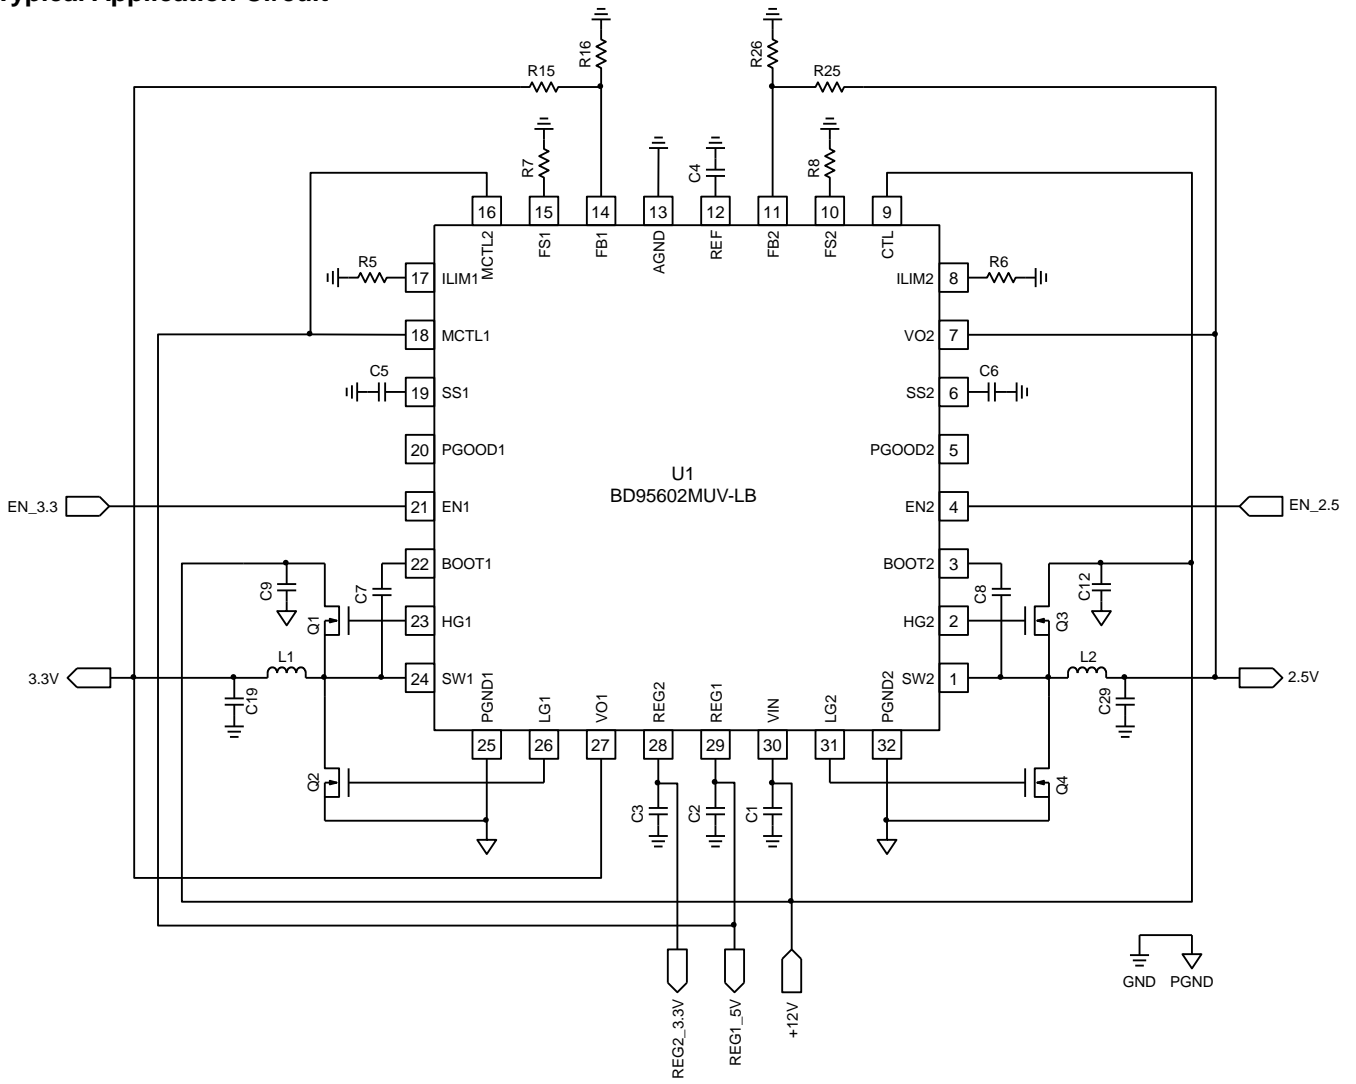 Typical Application Circuit
R16
R26
R15
R25
R7
C4
R8
16
15
14
13
12
11
10
9
MCTL2
FS1
FB1
AGND
REF
FB2
FS2
CTL
R5
17
ILIM1
ILIM2
8
R6
18
MCTL1
VO2
7
C5
19
SS1
SS2
6
C6
20
PGOOD1
PGOOD2
5
U1
BD95602MUV-LB
EN_3.3
21
EN1
EN2
4
EN_2.5
22
BOOT1
BOOT2
3
C9
C7
C8
C12
Q1
23
HG1
HG2
2
Q3
3.3V
L1
24
SW1
SW2
1
L2
2.5V
C19
C29
PGND1
LG1
VO1
REG2
REG1
VIN
LG2
PGND2
25
26
27
28
29
30
31
32
Q2
Q4
C3
C2
C1
GND
PGND
REG2_3.3V
REG1_5V
+12V